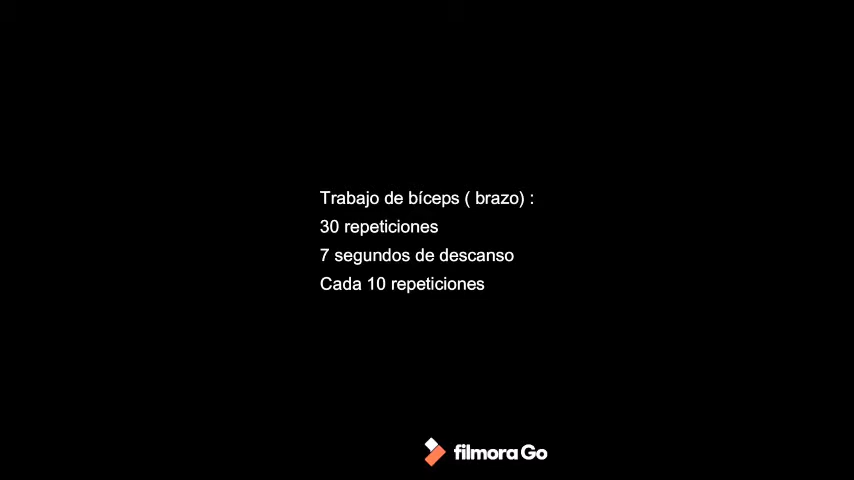 Trabajo de bíceps ( brazo) :
30 repeticiones
7 segundos de descanso
Cada 10 repeticiones
filmora Go